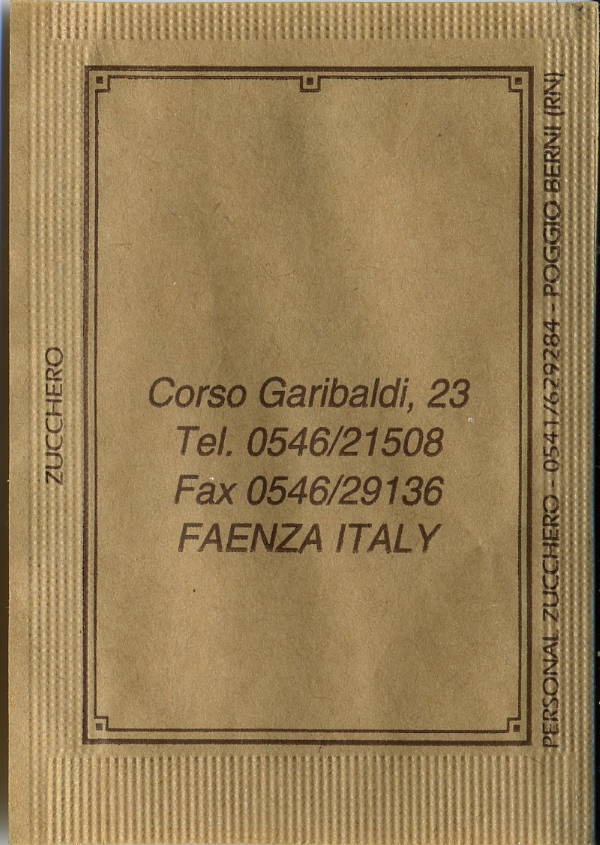 ZUCCHERO
Corso Garibaldi, 23
Tel. 0546/21508
Fax 0546/29136
FAENZA ITALY
PERSONAL ZUCCHERO - 0541/629284 - POGGIO BERNI (RN)